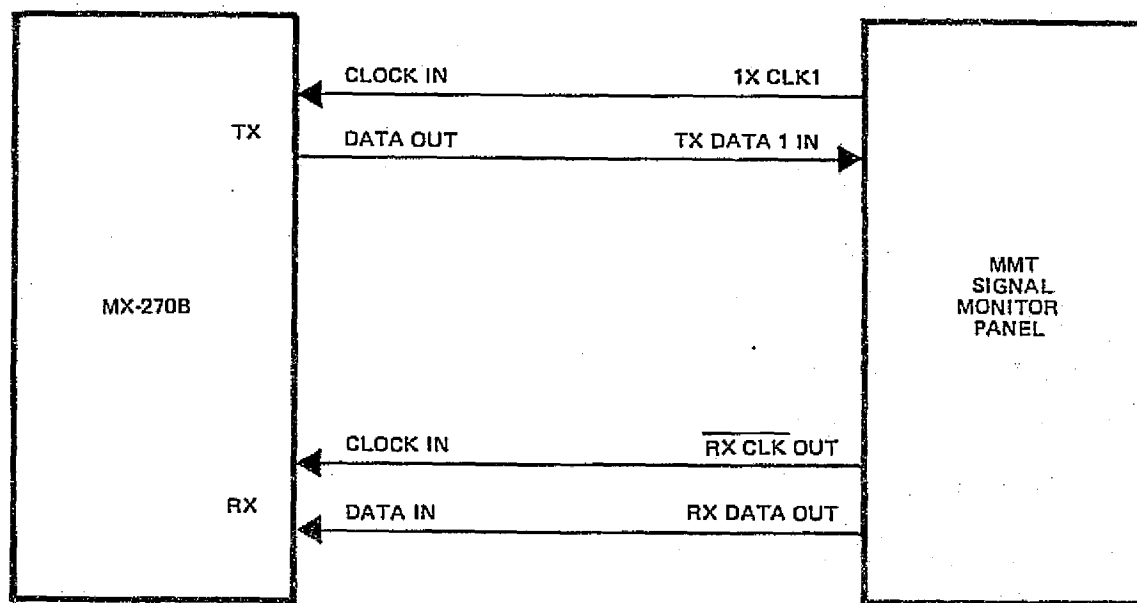 CLOCK IN 1X CLK1
TX
DATA OUT TX DATA 1 IN
MX-270B
MMT
SIGNAL
MONITOR
PANEL
CLOCK IN RX CLK OUT
RX
DATA IN RX DATA OUT